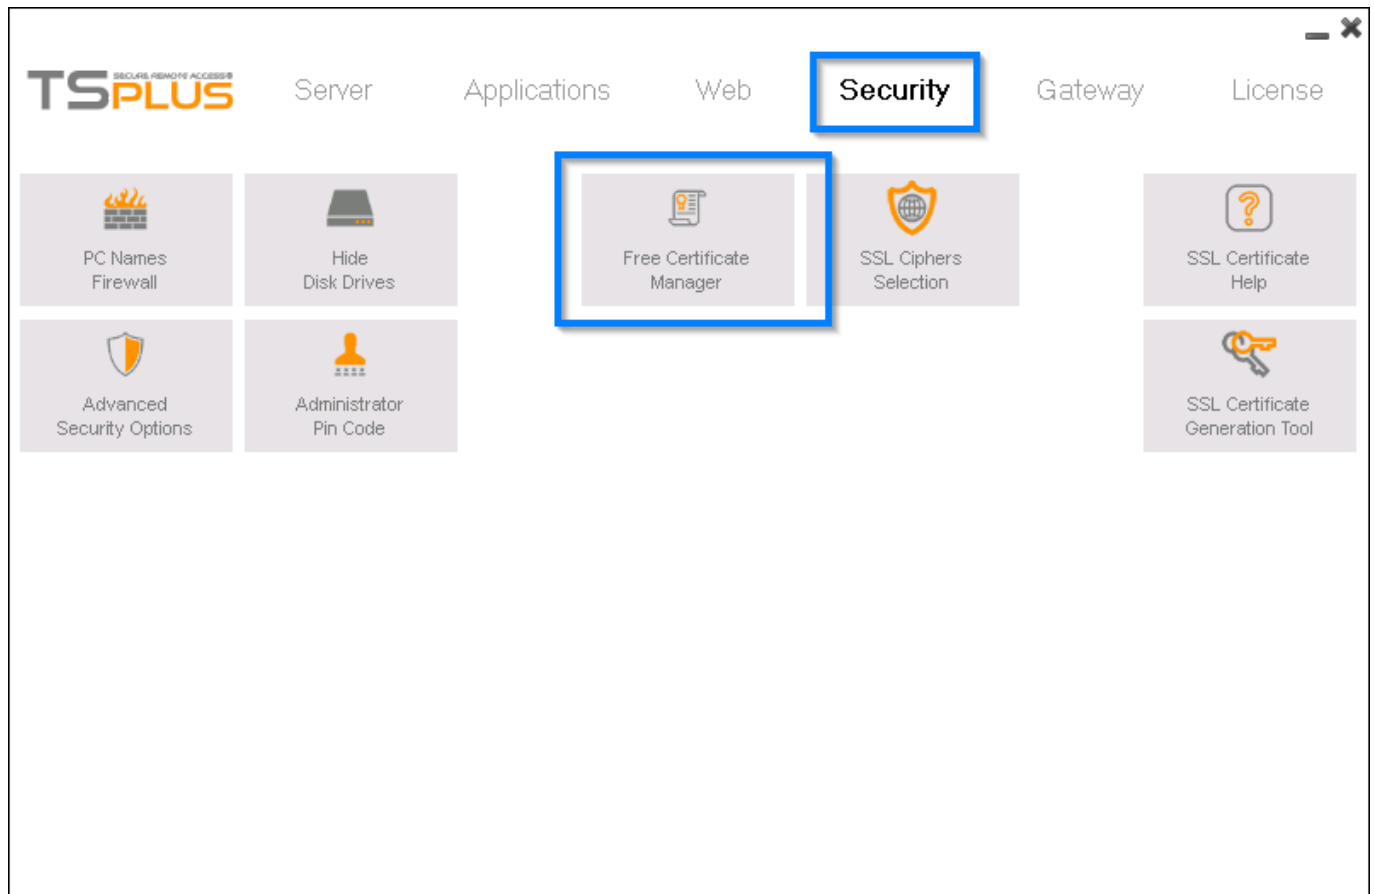 SECURE REMOTE ACCESS®
TSPLUS
Server
Applications
Web
Security
Gateway
License
PC Names
Firewall
Hide
Disk Drives
Free Certificate
Manager
SSL Ciphers
Selection
SSL Certificate
Help
Advanced
Security Options
Administrator
Pin Code
SSL Certificate
Generation Tool